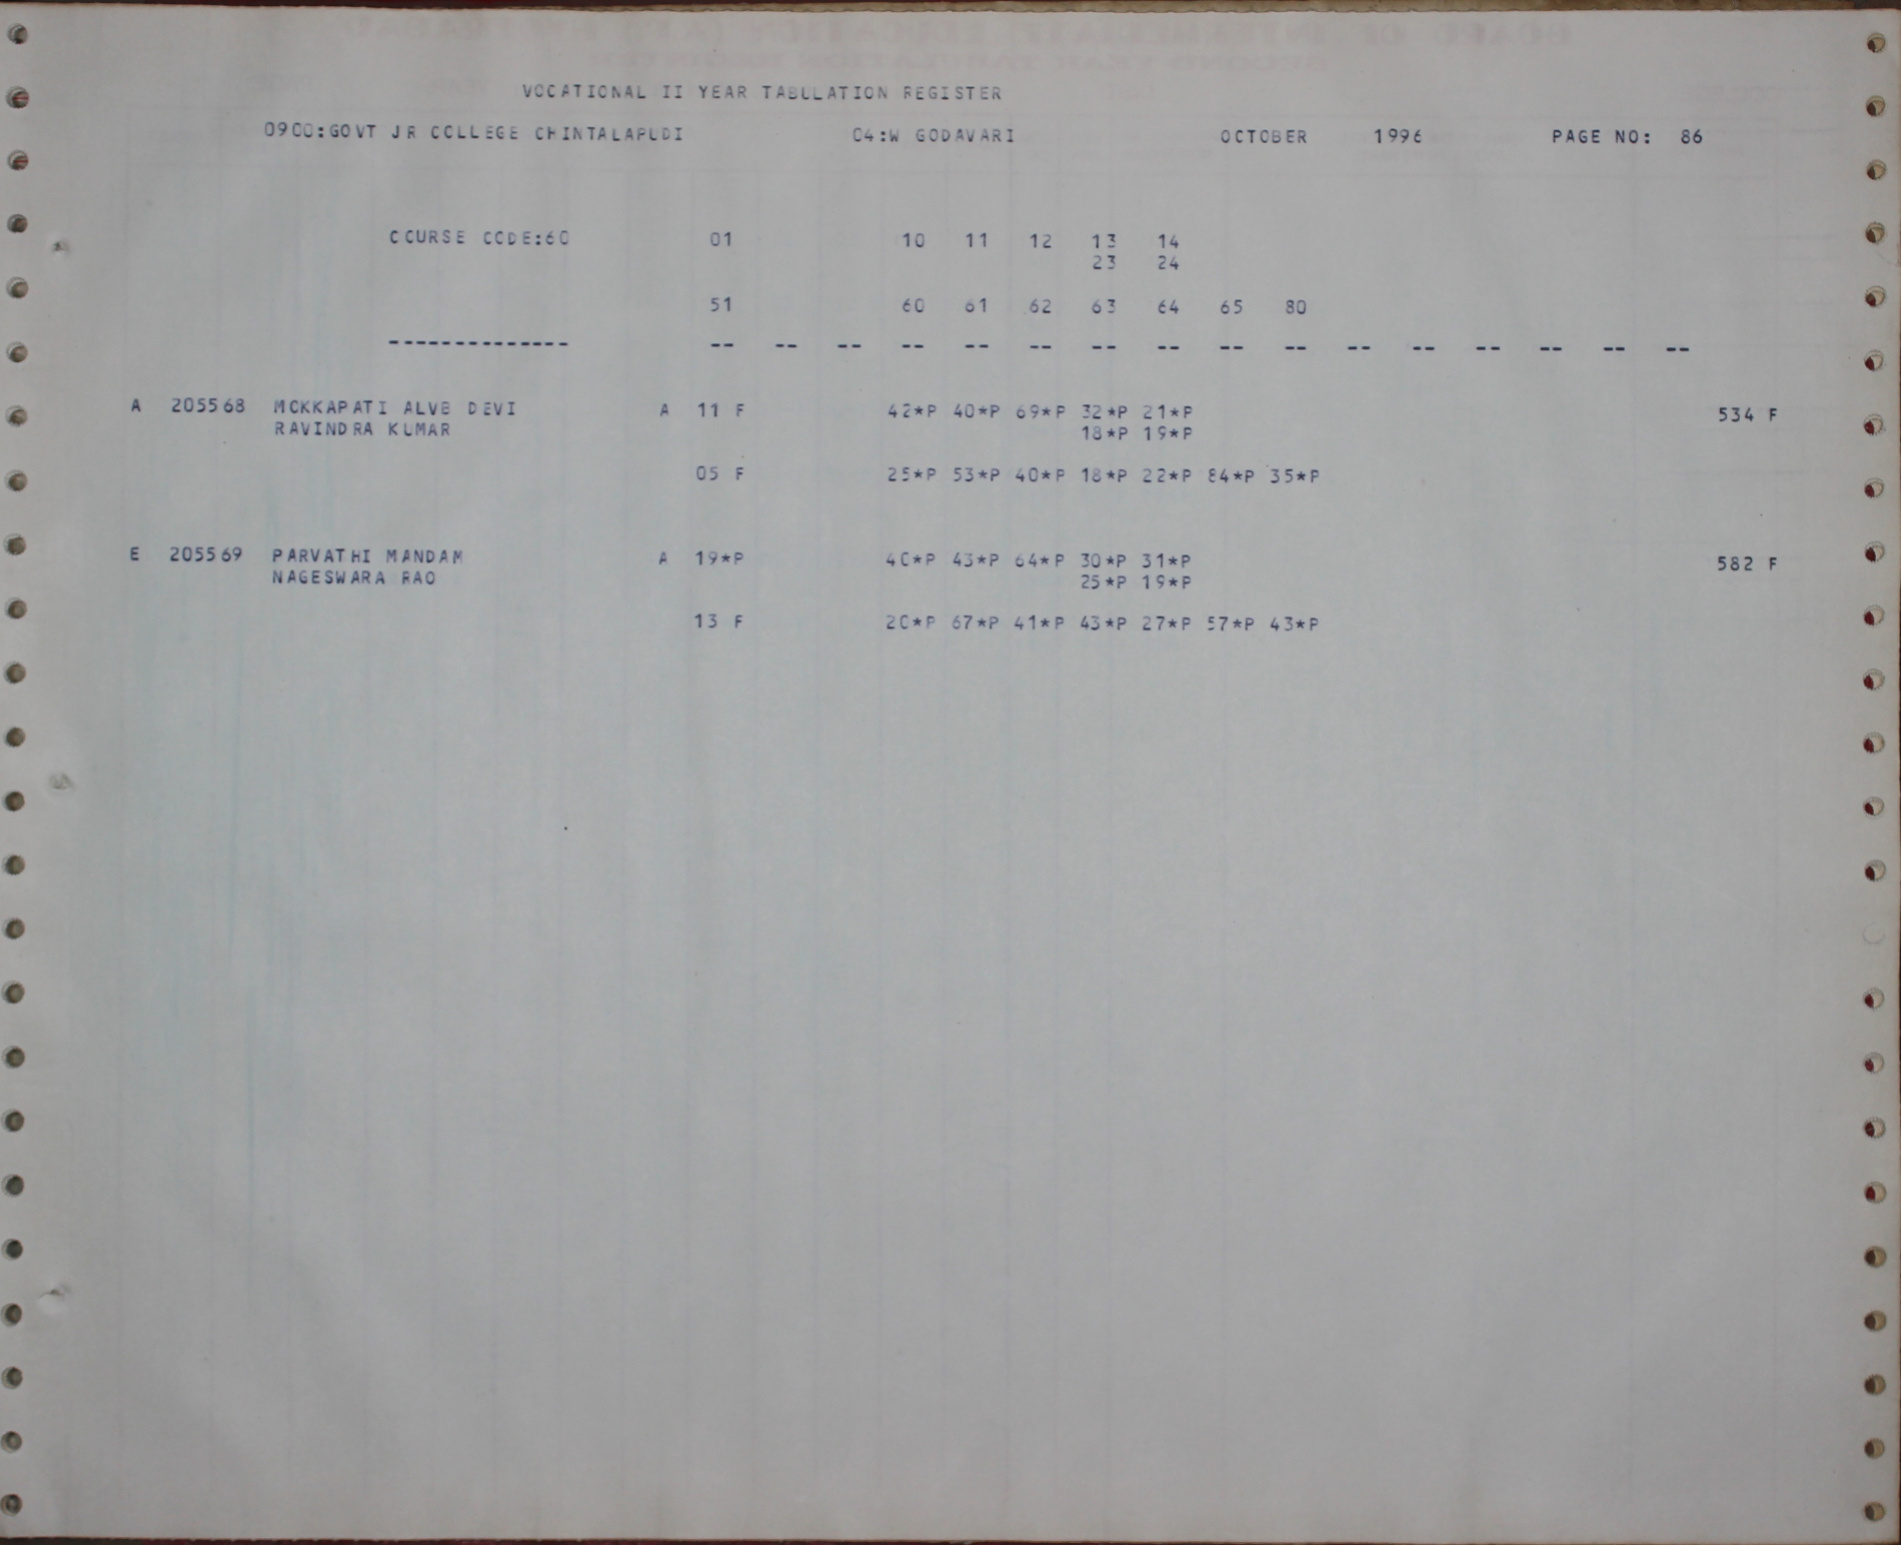 VOCATIONAL II YEAR TABULATION REGISTER
0900:GOVT JR COLLEGE CHINTALAPUDI 04:W GODAVARI OCTOBER 1996 PAGE NO: 86
COURSE CODE:60 01 10 11 12 13 14
23 24
51 60 61 62 63 64 65 80
-------------- -- -- -- -- -- -- -- -- -- -- -- -- -- -- -- --
A 205568 MOKKAPATI ALVB DEVI A 11 F 42*P 40*P 69*P 32*P 21*P 534 F
RAVINDRA KUMAR 18*P 19*P
05 F 25*P 53*P 40*P 18*P 22*P 84*P 35*P
E 205569 PARVATHI MANDAM A 19*P 40*P 43*P 64*P 30*P 31*P 582 F
NAGESWARA RAO 25*P 19*P
13 F 20*P 67*P 41*P 43*P 27*P 57*P 43*P